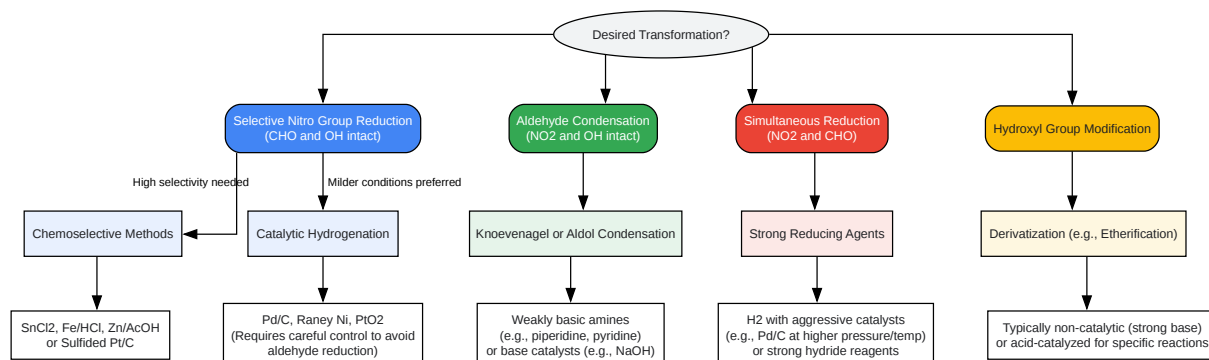 Desired Transformation?
Selective Nitro Group Reduction
(CHO and OH intact)
Aldehyde Condensation
(NO2 and OH intact)
Simultaneous Reduction
(NO2 and CHO)
Hydroxyl Group Modification
High selectivity needed
Milder conditions preferred
Chemoselective Methods
Catalytic Hydrogenation
Knoevenagel or Aldol Condensation
Strong Reducing Agents
Derivatization (e.g., Etherification)
SnCl2, Fe/HCl, Zn/AcOH
or Sulfided Pt/C
Pd/C, Raney Ni, PtO2
(Requires careful control to avoid
aldehyde reduction)
Weakly basic amines
(e.g., piperidine, pyridine)
or base catalysts (e.g., NaOH)
H2 with aggressive catalysts
(e.g., Pd/C at higher pressure/temp)
or strong hydride reagents
Typically non-catalytic (strong base)
or acid-catalyzed for specific reactions